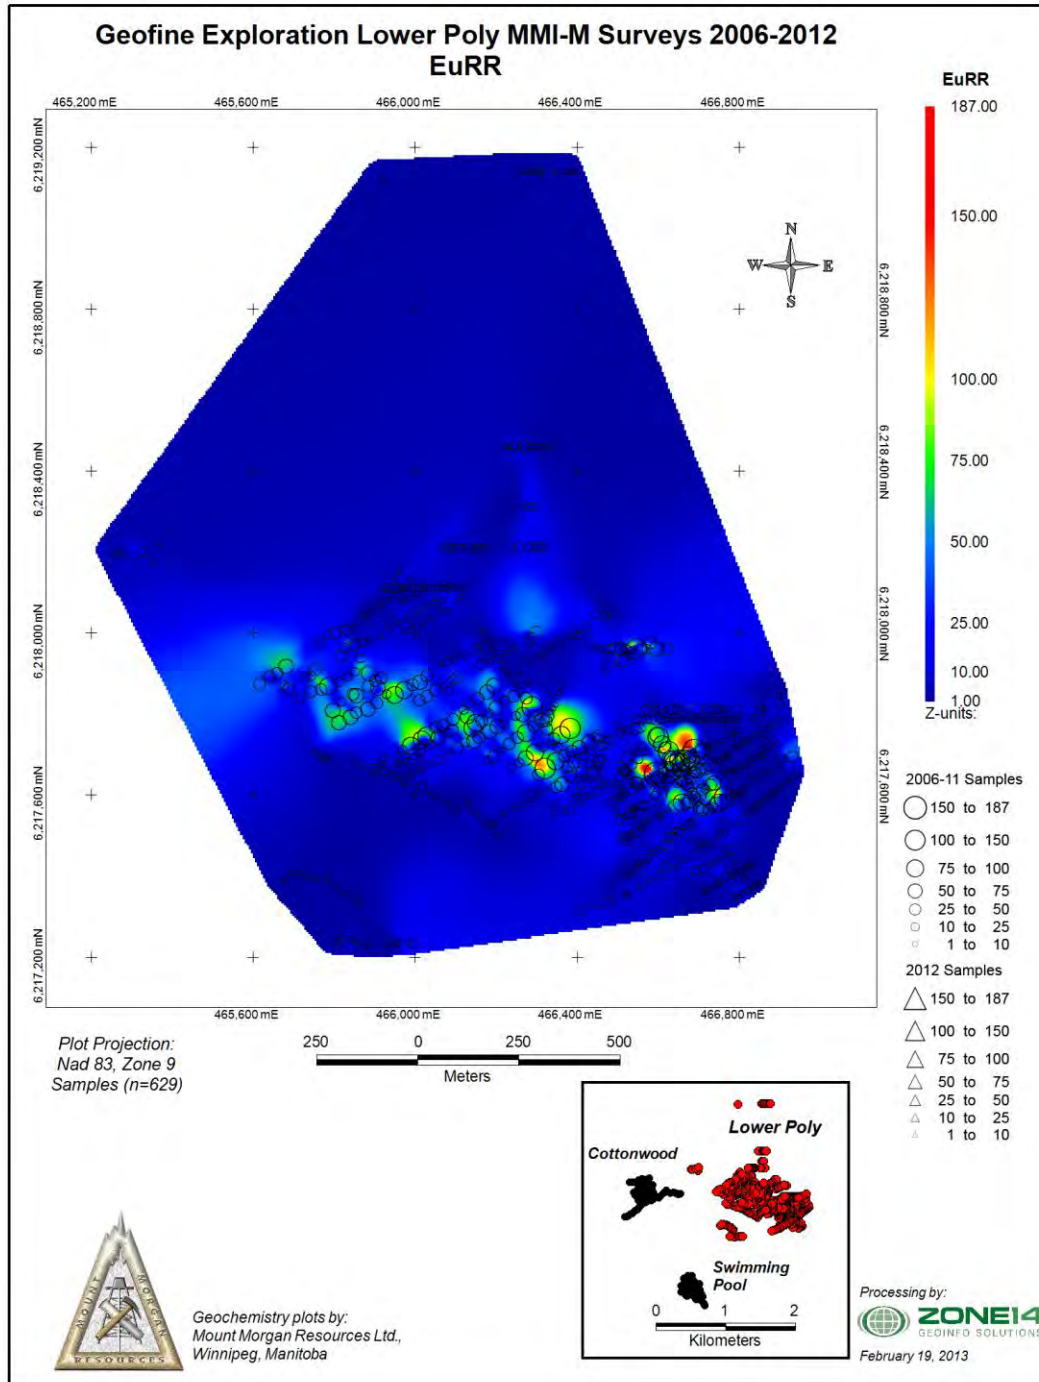 Geofine Exploration Lower Poly MMI-M Surveys 2006-2012
EuRR
465,200 mE
465,600 mE
466,000 mE
466,400 mE
466,800 mE
6,219,200 mN
6,218,800 mN
6,218,400 mN
6,218,000 mN
6,217,600 mN
6,217,200 mN
6,218,800 mN
6,218,400 mN
6,218,000 mN
6,217,600 mN
N
W
E
S
465,600 mE
466,000 mE
466,400 mE
466,800 mE
EuRR
187.00
150.00
100.00
75.00
50.00
25.00
10.00
1.00
Z-units:
2006-11 Samples
150 to 187
100 to 150
75 to 100
50 to 75
25 to 50
10 to 25
1 to 10
2012 Samples
150 to 187
100 to 150
75 to 100
50 to 75
25 to 50
10 to 25
1 to 10
Plot Projection:
Nad 83, Zone 9
Samples (n=629)
250 0 250 500
Meters
Lower Poly
Cottonwood
Swimming
Pool
0 1 2
Kilometers
MOUNT MORGAN
RESOURCES
Geochemistry plots by:
Mount Morgan Resources Ltd.,
Winnipeg, Manitoba
Processing by:
ZONE14
GEOINFO SOLUTIONS
February 19, 2013